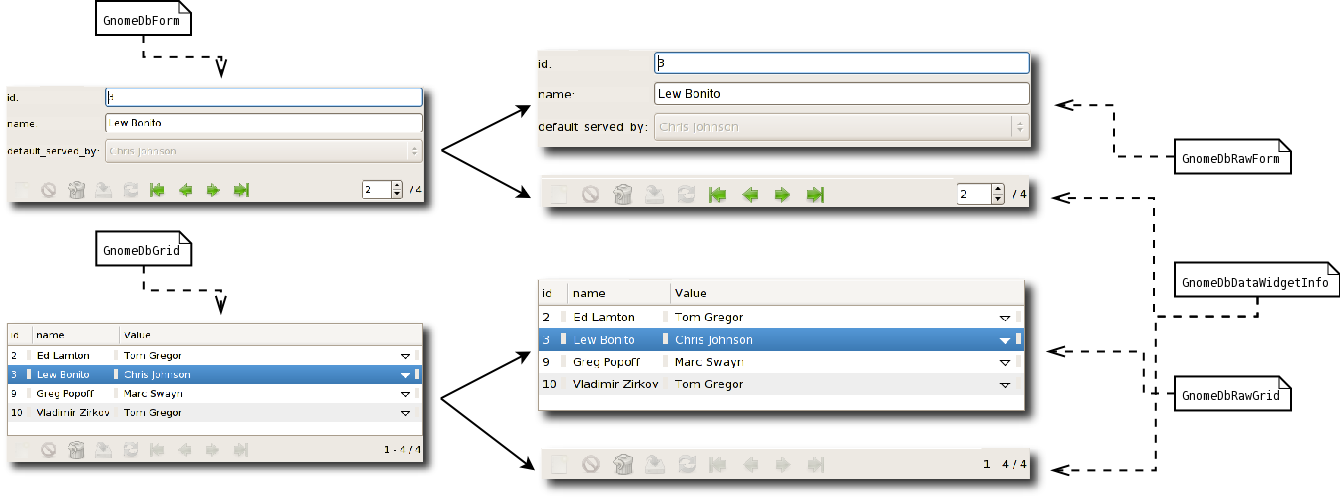 GnomeDbForm
id:
3
name:
Lew Bonito
default_served_by:
Chris Johnson
2 / 4
id:
3
name:
Lew Bonito
default_served_by:
Chris Johnson
2 / 4
GnomeDbRawForm
GnomeDbDataWidgetInfo
GnomeDbRawGrid
GnomeDbGrid
id name Value
2 Ed Lamton Tom Gregor
3 Lew Bonito Chris Johnson
9 Greg Popoff Marc Swayn
10 Vladimir Zirkov Tom Gregor
1 - 4 / 4
id name Value
2 Ed Lamton Tom Gregor
3 Lew Bonito Chris Johnson
9 Greg Popoff Marc Swayn
10 Vladimir Zirkov Tom Gregor
1 4 / 4